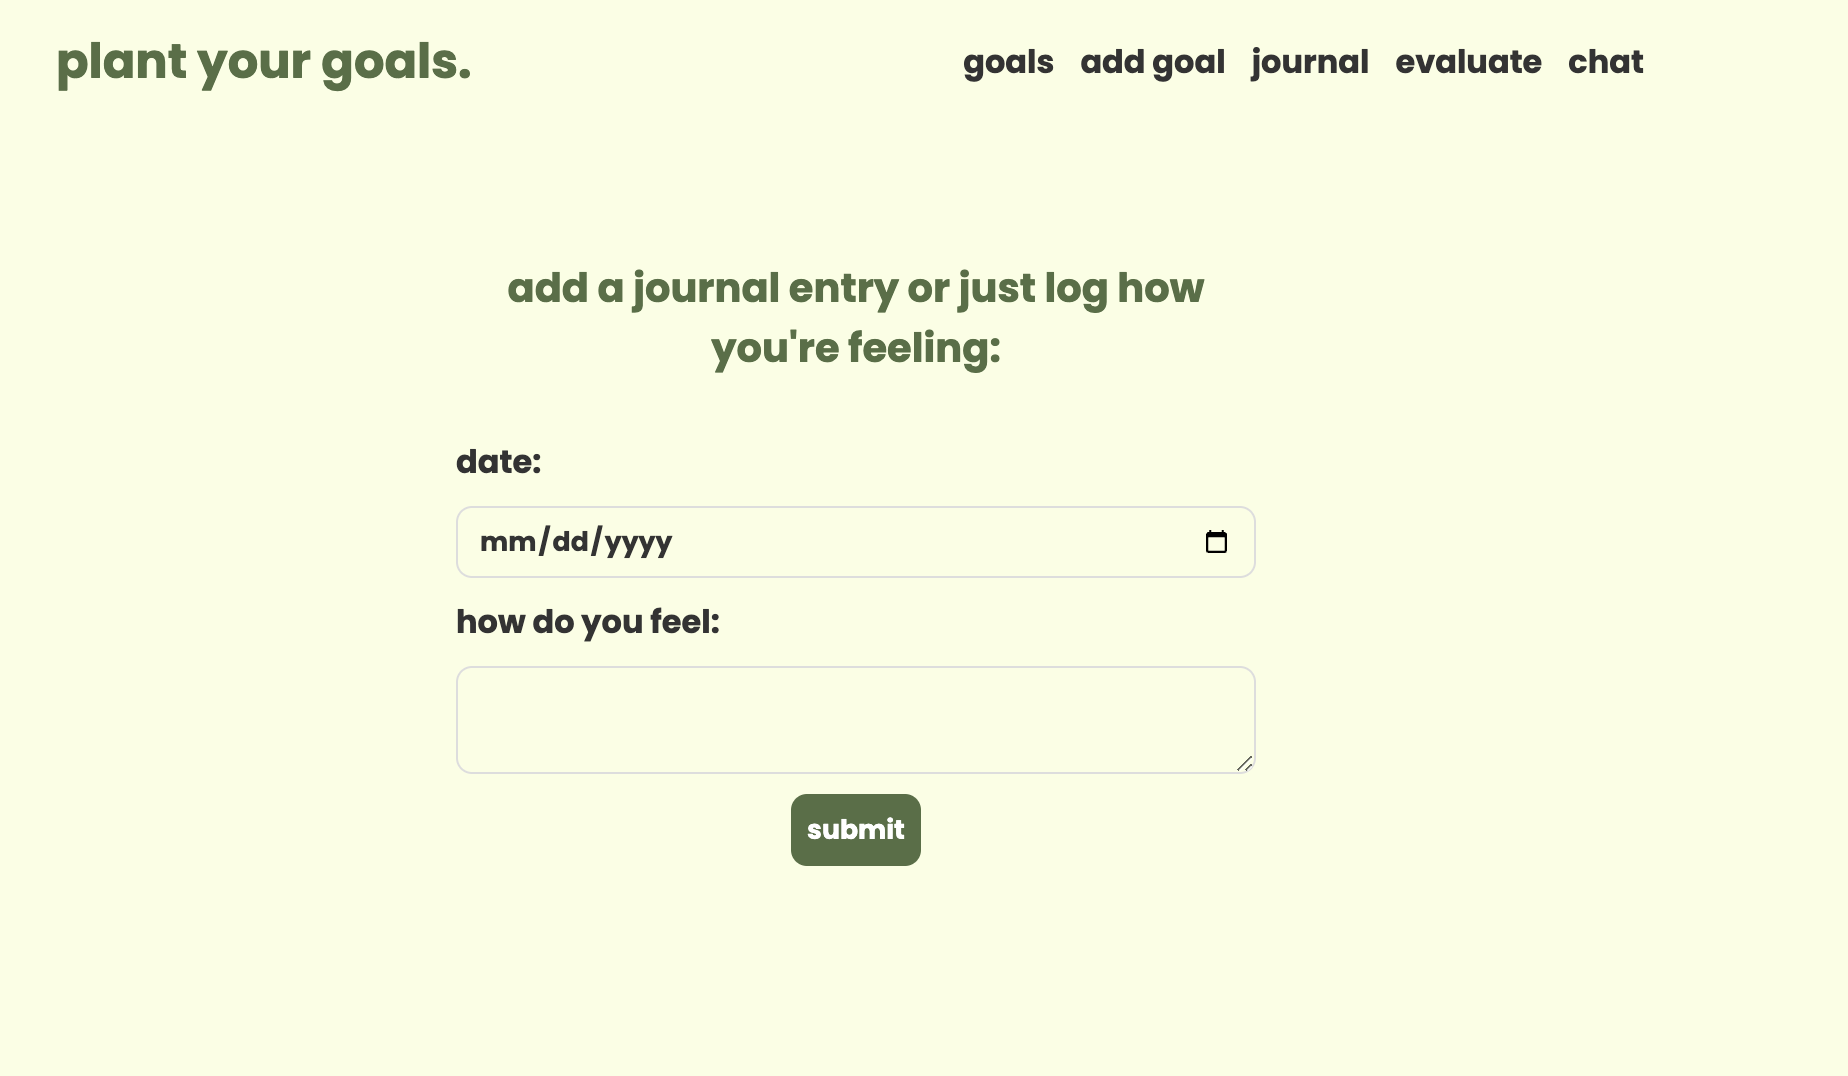 plant your goals.
goals add goal journal evaluate chat
add a journal entry or just log how
you're feeling:
date:
mm/dd/yyyy
how do you feel:
submit